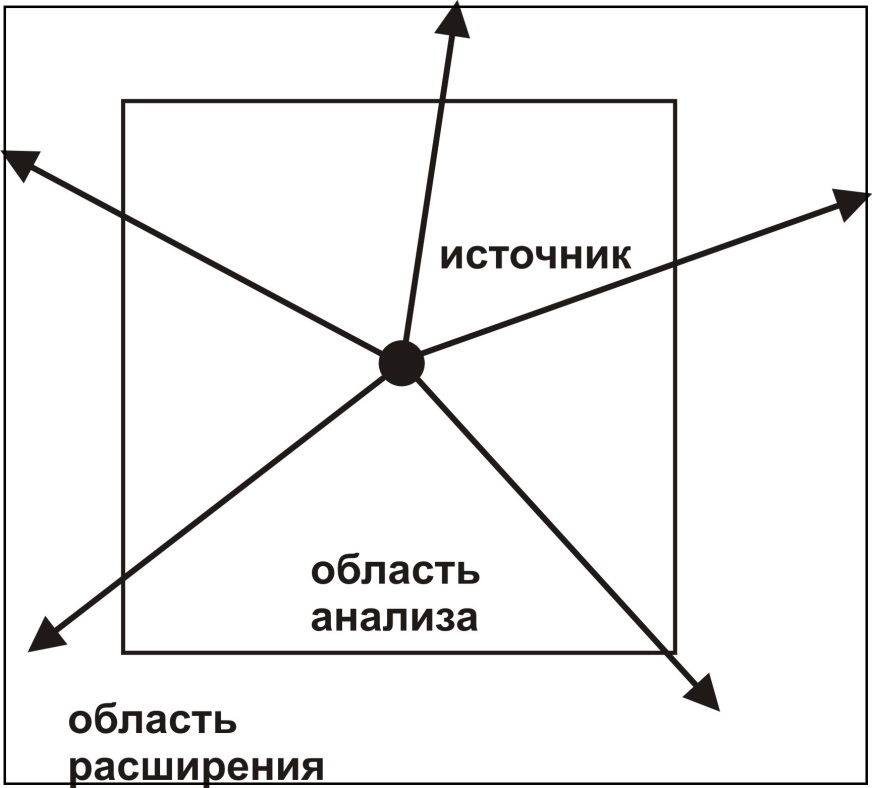 источник
область
анализа
область
расширения